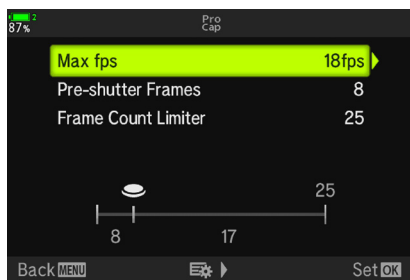 2
87%
Pro
Cap
Max fps 18fps
Pre-shutter Frames 8
Frame Count Limiter 25
25
8 17
Back MENU Set OK